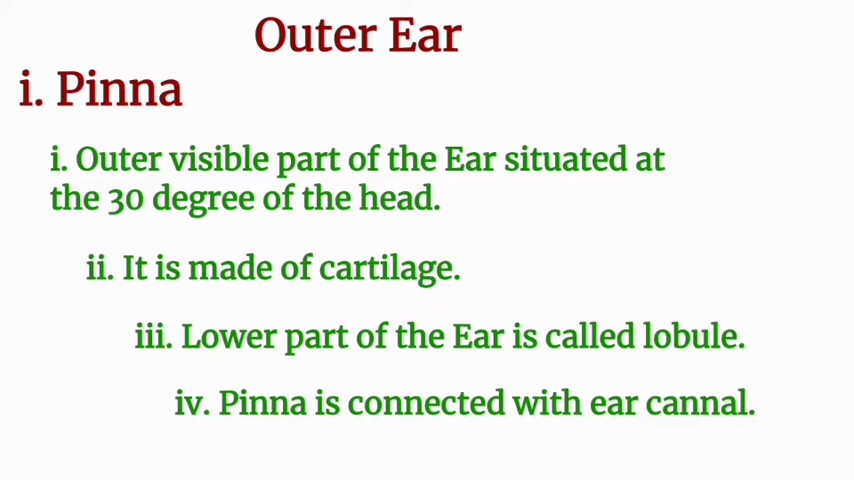 Outer Ear
i. Pinna
i. Outer visible part of the Ear situated at
the 30 degree of the head.
ii. It is made of cartilage.
iii. Lower part of the Ear is called lobule.
iv. Pinna is connected with ear cannal.